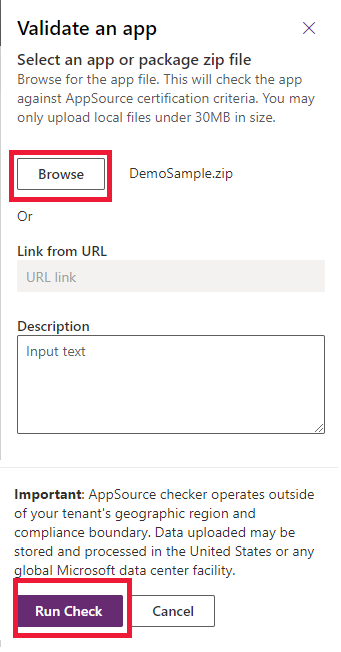 Validate an app
Select an app or package zip file
Browse for the app file. This will check the app
against AppSource certification criteria. You may
only upload local files under 30MB in size.
Browse
DemoSample.zip
Or
Link from URL
URL link
Description
Input text
Important: AppSource checker operates outside
of your tenant's geographic region and
compliance boundary. Data uploaded may be
stored and processed in the United States or any
global Microsoft data center facility.
Run Check
Cancel